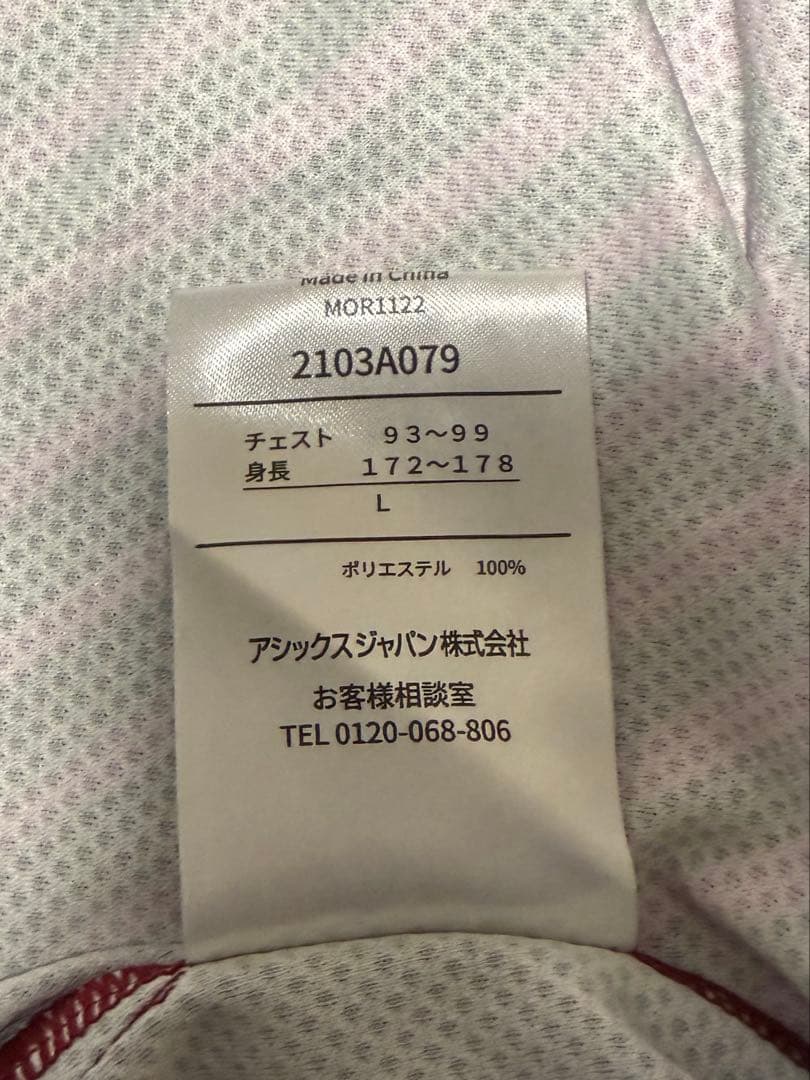 Made in China
MOR1122
2103A079
チェスト ９３～９９
身長 １７２～１７８
L
ポリエステル 100%
アシックスジャパン株式会社
お客様相談室
TEL 0120-068-806